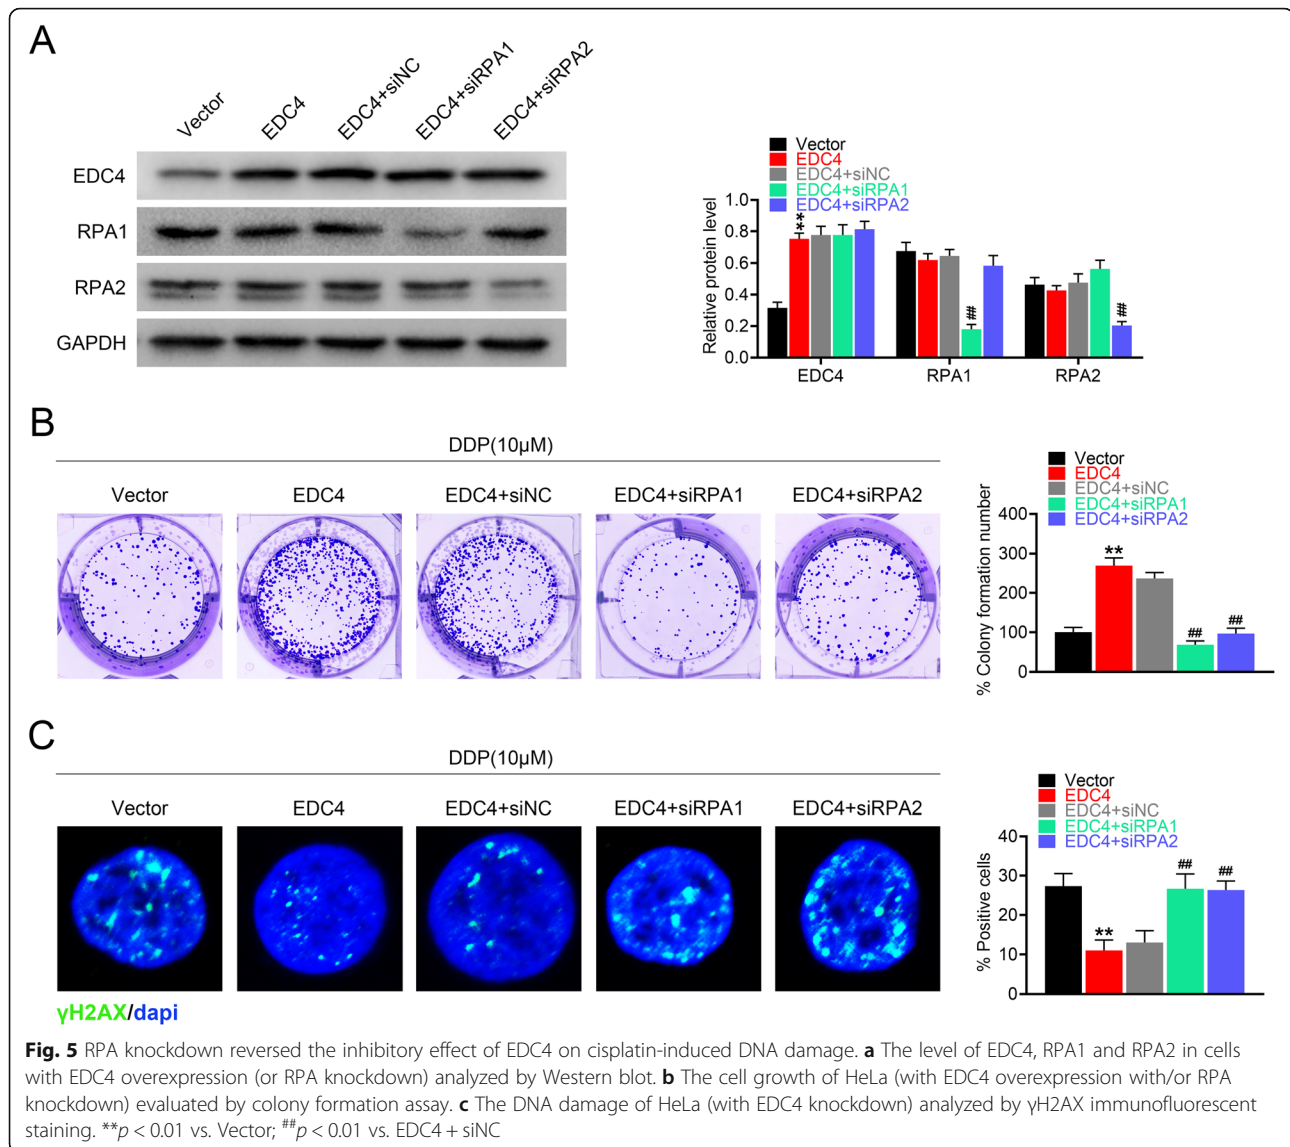 A
Vector
EDC4
EDC4+siNC
EDC4+siRPA1
EDC4+siRPA2
EDC4
RPA1
RPA2
GAPDH
Vector
EDC4
EDC4+siNC
EDC4+siRPA1
EDC4+siRPA2
Relative protein level
1.0
0.8
0.6
0.4
0.2
0.0
**
##
##
EDC4 RPA1 RPA2
B
DDP(10μM)
Vector EDC4 EDC4+siNC EDC4+siRPA1 EDC4+siRPA2
Vector
EDC4
EDC4+siNC
EDC4+siRPA1
EDC4+siRPA2
% Colony formation number
400
300
200
100
0
**
##
##
C
DDP(10μM)
Vector EDC4 EDC4+siNC EDC4+siRPA1 EDC4+siRPA2
γH2AX/dapi
Vector
EDC4
EDC4+siNC
EDC4+siRPA1
EDC4+siRPA2
% Positive cells
40
30
20
10
0
**
##
##
Fig. 5 RPA knockdown reversed the inhibitory effect of EDC4 on cisplatin-induced DNA damage. a The level of EDC4, RPA1 and RPA2 in cells
with EDC4 overexpression (or RPA knockdown) analyzed by Western blot. b The cell growth of HeLa (with EDC4 overexpression with/or RPA
knockdown) evaluated by colony formation assay. c The DNA damage of HeLa (with EDC4 knockdown) analyzed by γH2AX immunofluorescent
staining. **p < 0.01 vs. Vector; ##p < 0.01 vs. EDC4 + siNC